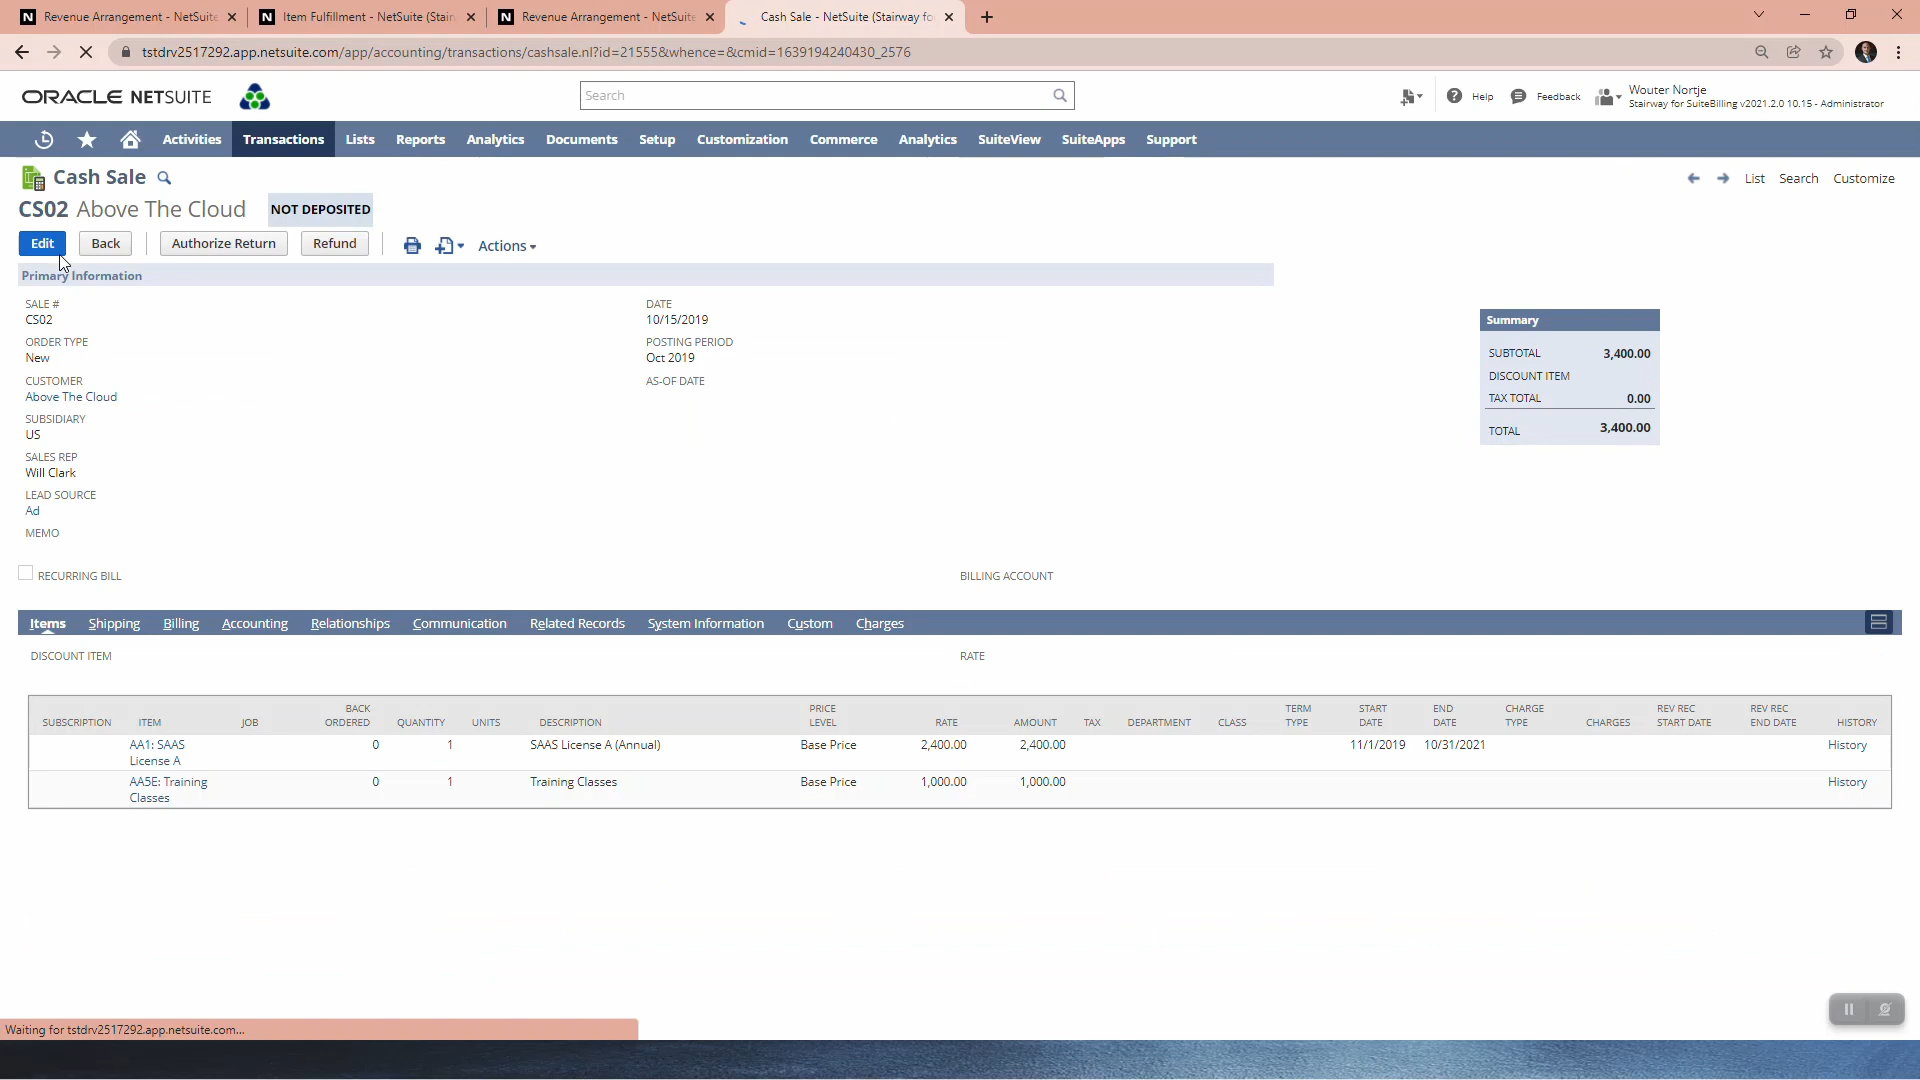 Revenue Arrangement - NetSuite
Item Fulfillment - NetSuite (Stair
Revenue Arrangement - NetSuite
Cash Sale - NetSuite (Stairway fo
tstdrv2517292.app.netsuite.com/app/accounting/transactions/cashsale.nl?id=21555&whence=&cmid=1639194240430_2576
ORACLE NETSUITE
Search
Help
Feedback
Wouter Nortje
Stairway for SuiteBilling v2021.2.0 10.15 - Administrator
Activities Transactions Lists Reports Analytics Documents Setup Customization Commerce Analytics SuiteView SuiteApps Support
Cash Sale
List Search Customize
CS02 Above The Cloud NOT DEPOSITED
Edit Back Authorize Return Refund Actions
Primary Information
SALE #
CS02
ORDER TYPE
New
CUSTOMER
Above The Cloud
SUBSIDIARY
US
SALES REP
Will Clark
LEAD SOURCE
Ad
MEMO
DATE
10/15/2019
POSTING PERIOD
Oct 2019
AS-OF DATE
Summary
SUBTOTAL 3,400.00
DISCOUNT ITEM
TAX TOTAL 0.00
TOTAL 3,400.00
RECURRING BILL
BILLING ACCOUNT
Items Shipping Billing Accounting Relationships Communication Related Records System Information Custom Charges
DISCOUNT ITEM
RATE
SUBSCRIPTION ITEM JOB BACK ORDERED QUANTITY UNITS DESCRIPTION PRICE LEVEL RATE AMOUNT TAX DEPARTMENT CLASS TERM TYPE START DATE END DATE CHARGE TYPE CHARGES REV REC START DATE REV REC END DATE HISTORY
AA1: SAAS License A 0 1 SAAS License A (Annual) Base Price 2,400.00 2,400.00 11/1/2019 10/31/2021 History
AA5E: Training Classes 0 1 Training Classes Base Price 1,000.00 1,000.00 History
Waiting for tstdrv2517292.app.netsuite.com...